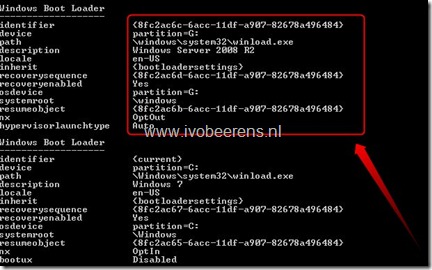 Windows Boot Loader
identifier {8fc2ac6c-6acc-11df-a907-82678a496484}
device partition=G:
path \windows\system32\winload.exe
description Windows Server 2008 R2
locale en-US
inherit {bootloadersettings}
recoverysequence {8fc2ac6d-6acc-11df-a907-82678a496484}
recoveryenabled Yes
osdevice partition=G:
systemroot \windows
resumeobject {8fc2ac6b-6acc-11df-a907-82678a496484}
nx OptOut
hypervisorlaunchtype Auto
www.ivobeerens.nl
Windows Boot Loader
identifier {current}
device partition=C:
path \Windows\system32\winload.exe
description Windows 7
locale en-US
inherit {bootloadersettings}
recoverysequence {8fc2ac67-6acc-11df-a907-82678a496484}
recoveryenabled Yes
osdevice partition=C:
systemroot \Windows
resumeobject {8fc2ac65-6acc-11df-a907-82678a496484}
nx OptIn
bootux Disabled